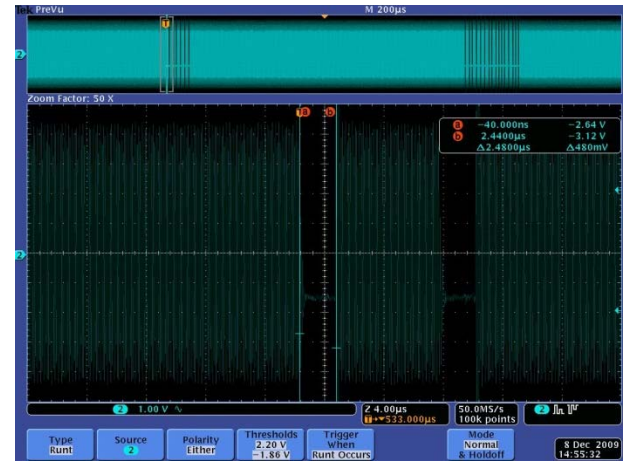 Tek PreVu M 200µs
T
2
Zoom Factor: 50 X
T a b
a −40.000ns −2.64 V
b 2.4400µs −3.12 V
Δ2.4800µs Δ480mV
2
2 1.00 V Z 4.00µs 50.0MS/s 2
T→▼533.000µs 100k points
Type Source Polarity Thresholds Trigger Mode
Runt 2 Either 2.20 V When Normal
−1.86 V Runt Occurs & Holdoff
8 Dec 2009
14:55:32